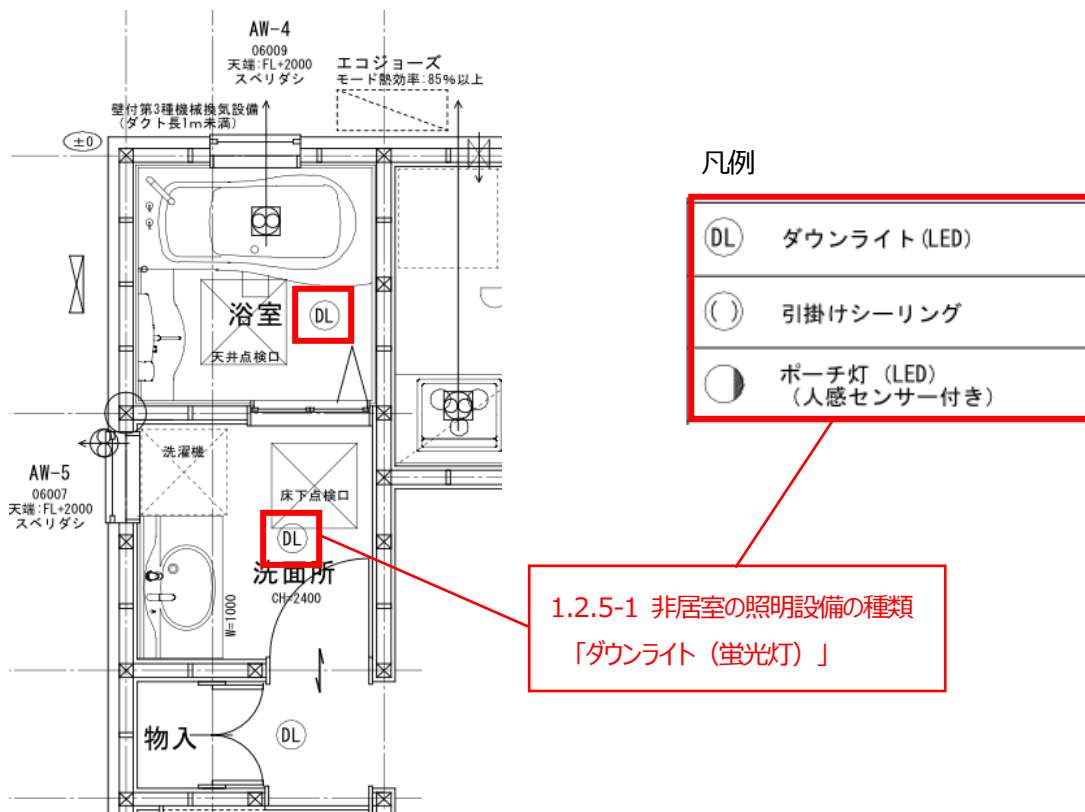 AW-4
06009
天端:FL+2000
スベリダシ
エコジョーズ
モード熱効率:85%以上
壁付第3種機械換気設備
(ダクト長1m未満)
±0
浴室
DL
天井点検口
洗濯機
AW-5
06007
天端:FL+2000
スベリダシ
床下点検口
DL
洗面所
CH=2400
W=1000
物入
DL
凡例
DL ダウンライト(LED)
引掛けシーリング
ポーチ灯 (LED)
(人感センサー付き)
1.2.5-1 非居室の照明設備の種類
「ダウンライト(蛍光灯)」